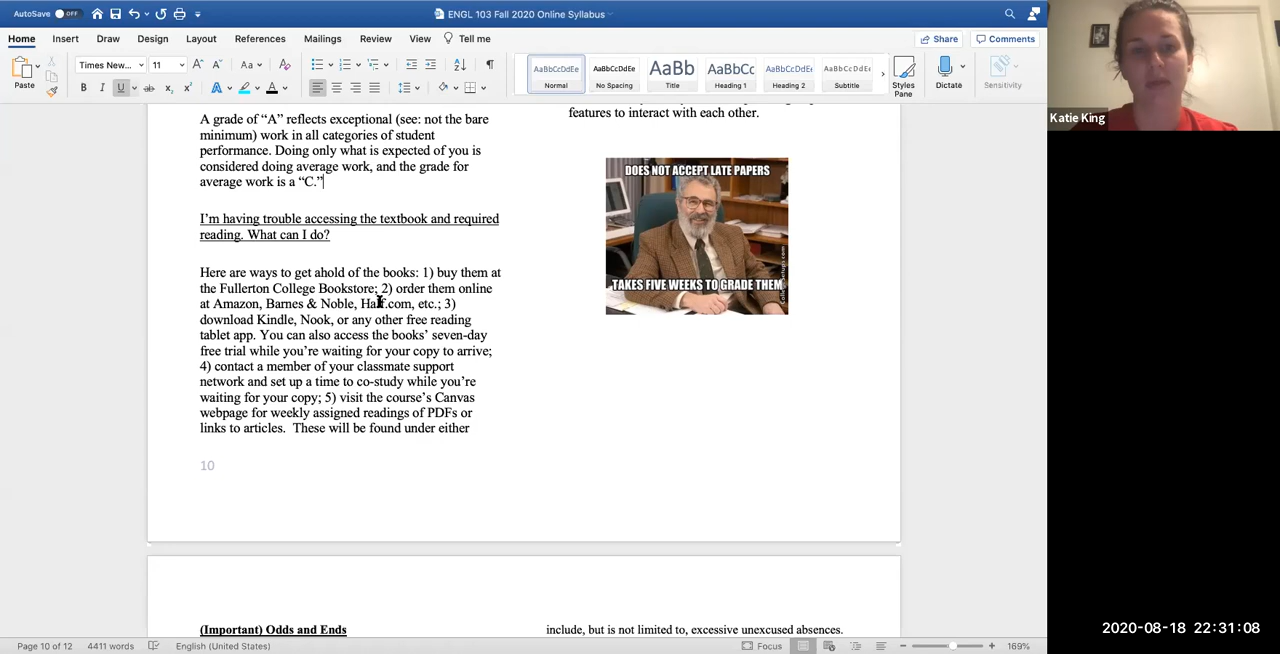 AutoSave OFF
ENGL 103 Fall 2020 Online Syllabus
Home Insert Draw Design Layout References Mailings Review View Tell me
Share Comments
Paste
Times New... 11
B I U ab x₂ x²
AaBbCcDdEe AaBbCcDdEe AaBb AaBbCc AaBbCcDdE AaBbCcDdE
Normal No Spacing Title Heading 1 Heading 2 Subtitle
Styles Pane
Dictate
Sensitivity
A grade of “A” reflects exceptional (see: not the bare
minimum) work in all categories of student
performance. Doing only what is expected of you is
considered doing average work, and the grade for
average work is a “C.”
I’m having trouble accessing the textbook and required
reading. What can I do?
Here are ways to get ahold of the books: 1) buy them at
the Fullerton College Bookstore; 2) order them online
at Amazon, Barnes & Noble, Half.com, etc.; 3)
download Kindle, Nook, or any other free reading
tablet app. You can also access the books’ seven-day
free trial while you’re waiting for your copy to arrive;
4) contact a member of your classmate support
network and set up a time to co-study while you’re
waiting for your copy; 5) visit the course’s Canvas
webpage for weekly assigned readings of PDFs or
links to articles.  These will be found under either
10
features to interact with each other.
DOES NOT ACCEPT LATE PAPERS
TAKES FIVE WEEKS TO GRADE THEM
(Important) Odds and Ends
include, but is not limited to, excessive unexcused absences.
Page 10 of 12 4411 words English (United States) Focus 169%
Katie King
2020-08-18 22:31:08